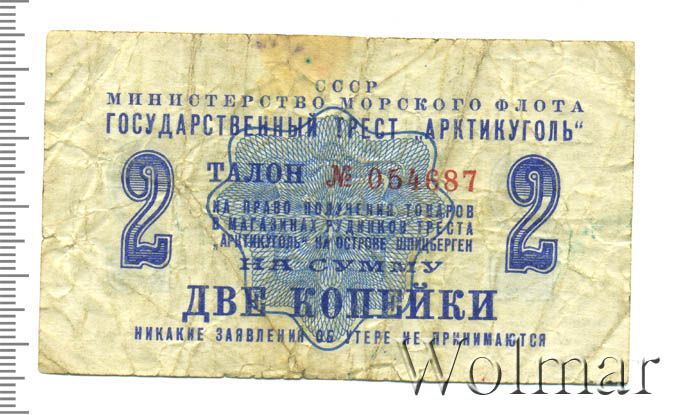 СССР
МИНИСТЕРСТВО МОРСКОГО ФЛОТА
ГОСУДАРСТВЕННЫЙ ТРЕСТ „АРКТИКУГОЛЬ“
2 ТАЛОН № 054687 2
НА ПРАВО ПОЛУЧЕНИЯ ТОВАРОВ
В МАГАЗИНАХ РУДНИКОВ ТРЕСТА
„АРКТИКУГОЛЬ“ НА ОСТРОВЕ ШПИЦБЕРГЕН
НА СУММУ
ДВЕ КОПЕЙКИ
НИКАКИЕ ЗАЯВЛЕНИЯ ОБ УТЕРЕ НЕ ПРИНИМАЮТСЯ
Wolmar